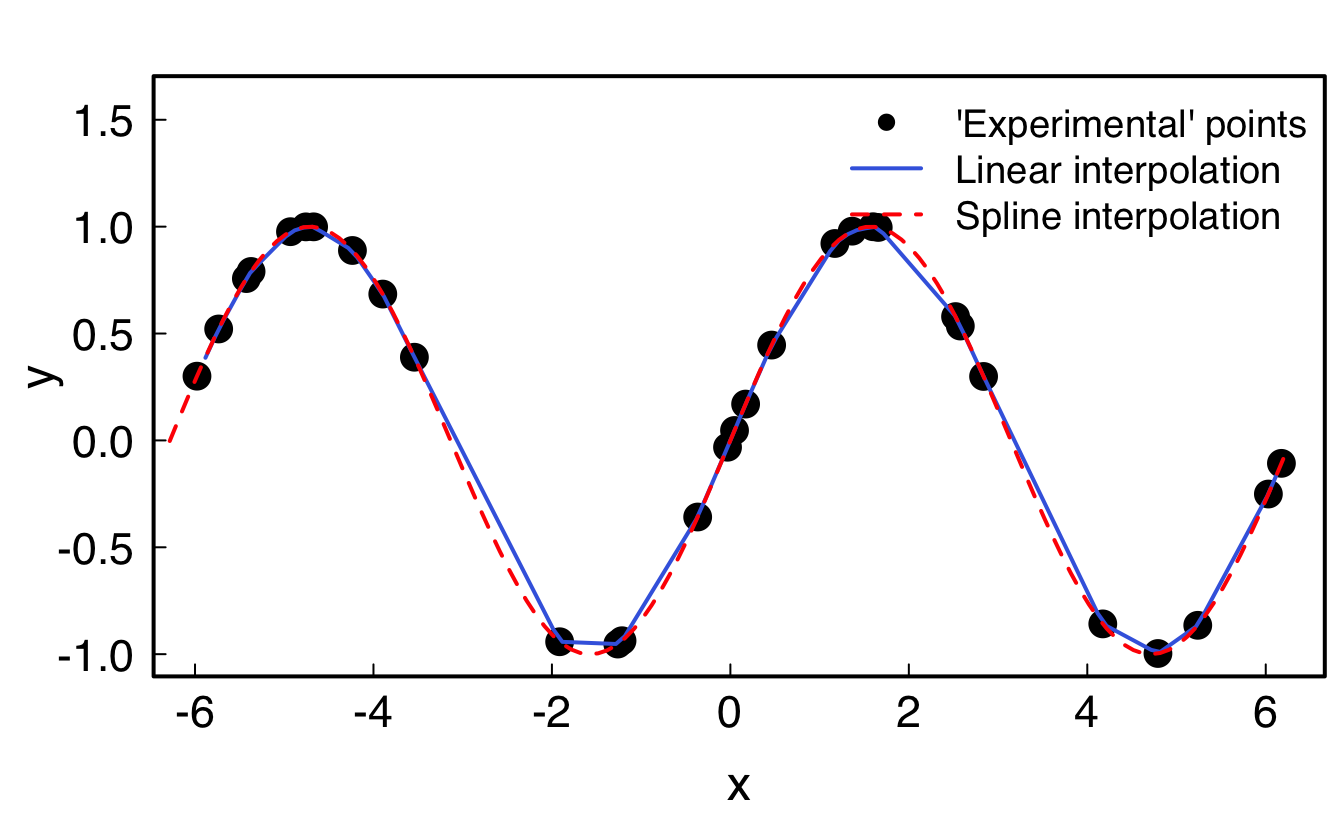 1.5
1.0
0.5
0.0
-0.5
-1.0
y
'Experimental' points
Linear interpolation
Spline interpolation
-6 -4 -2 0 2 4 6
x